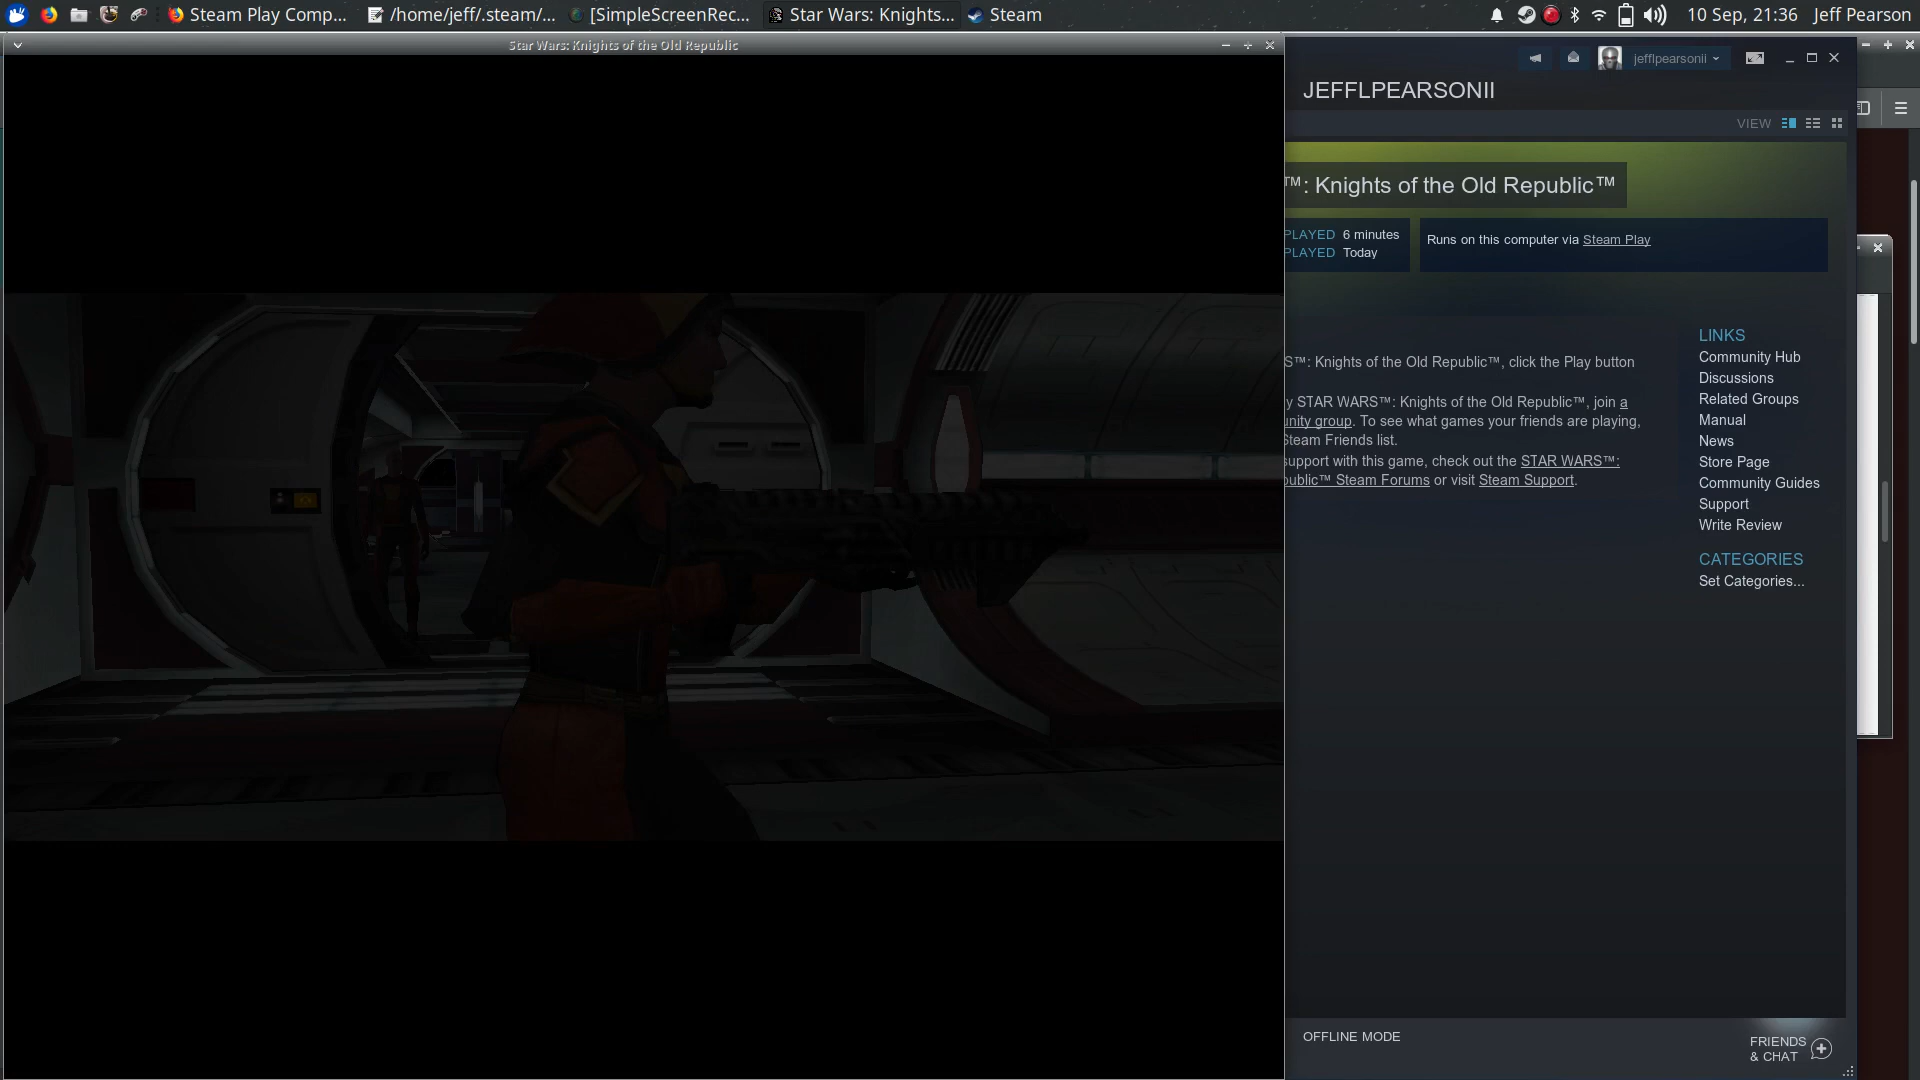 Steam Play Comp...
/home/jeff/.steam/...
[SimpleScreenRec...
Star Wars: Knights...
Steam
10 Sep, 21:36
Jeff Pearson
Star Wars: Knights of the Old Republic
jefflpearsonii
JEFFLPEARSONII
VIEW
™: Knights of the Old Republic™
PLAYED 6 minutes
PLAYED Today
Runs on this computer via Steam Play
S™: Knights of the Old Republic™, click the Play button
y STAR WARS™: Knights of the Old Republic™, join a
unity group. To see what games your friends are playing,
Steam Friends list.
support with this game, check out the STAR WARS™:
public™ Steam Forums or visit Steam Support.
LINKS
Community Hub
Discussions
Related Groups
Manual
News
Store Page
Community Guides
Support
Write Review
CATEGORIES
Set Categories...
OFFLINE MODE
FRIENDS
& CHAT